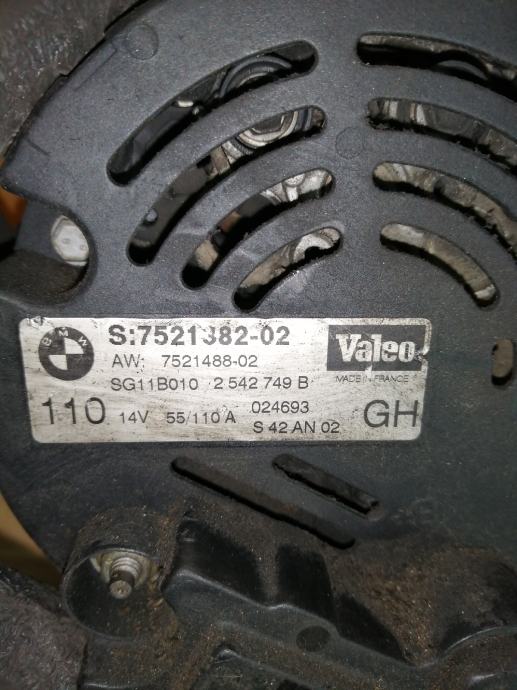 BMW
S:7521382-02
AW: 7521488-02
SG11B010 2 542 749 B
110 14V 55/110 A 024693
S 42 AN 02
Valeo
MADE IN FRANCE
GH